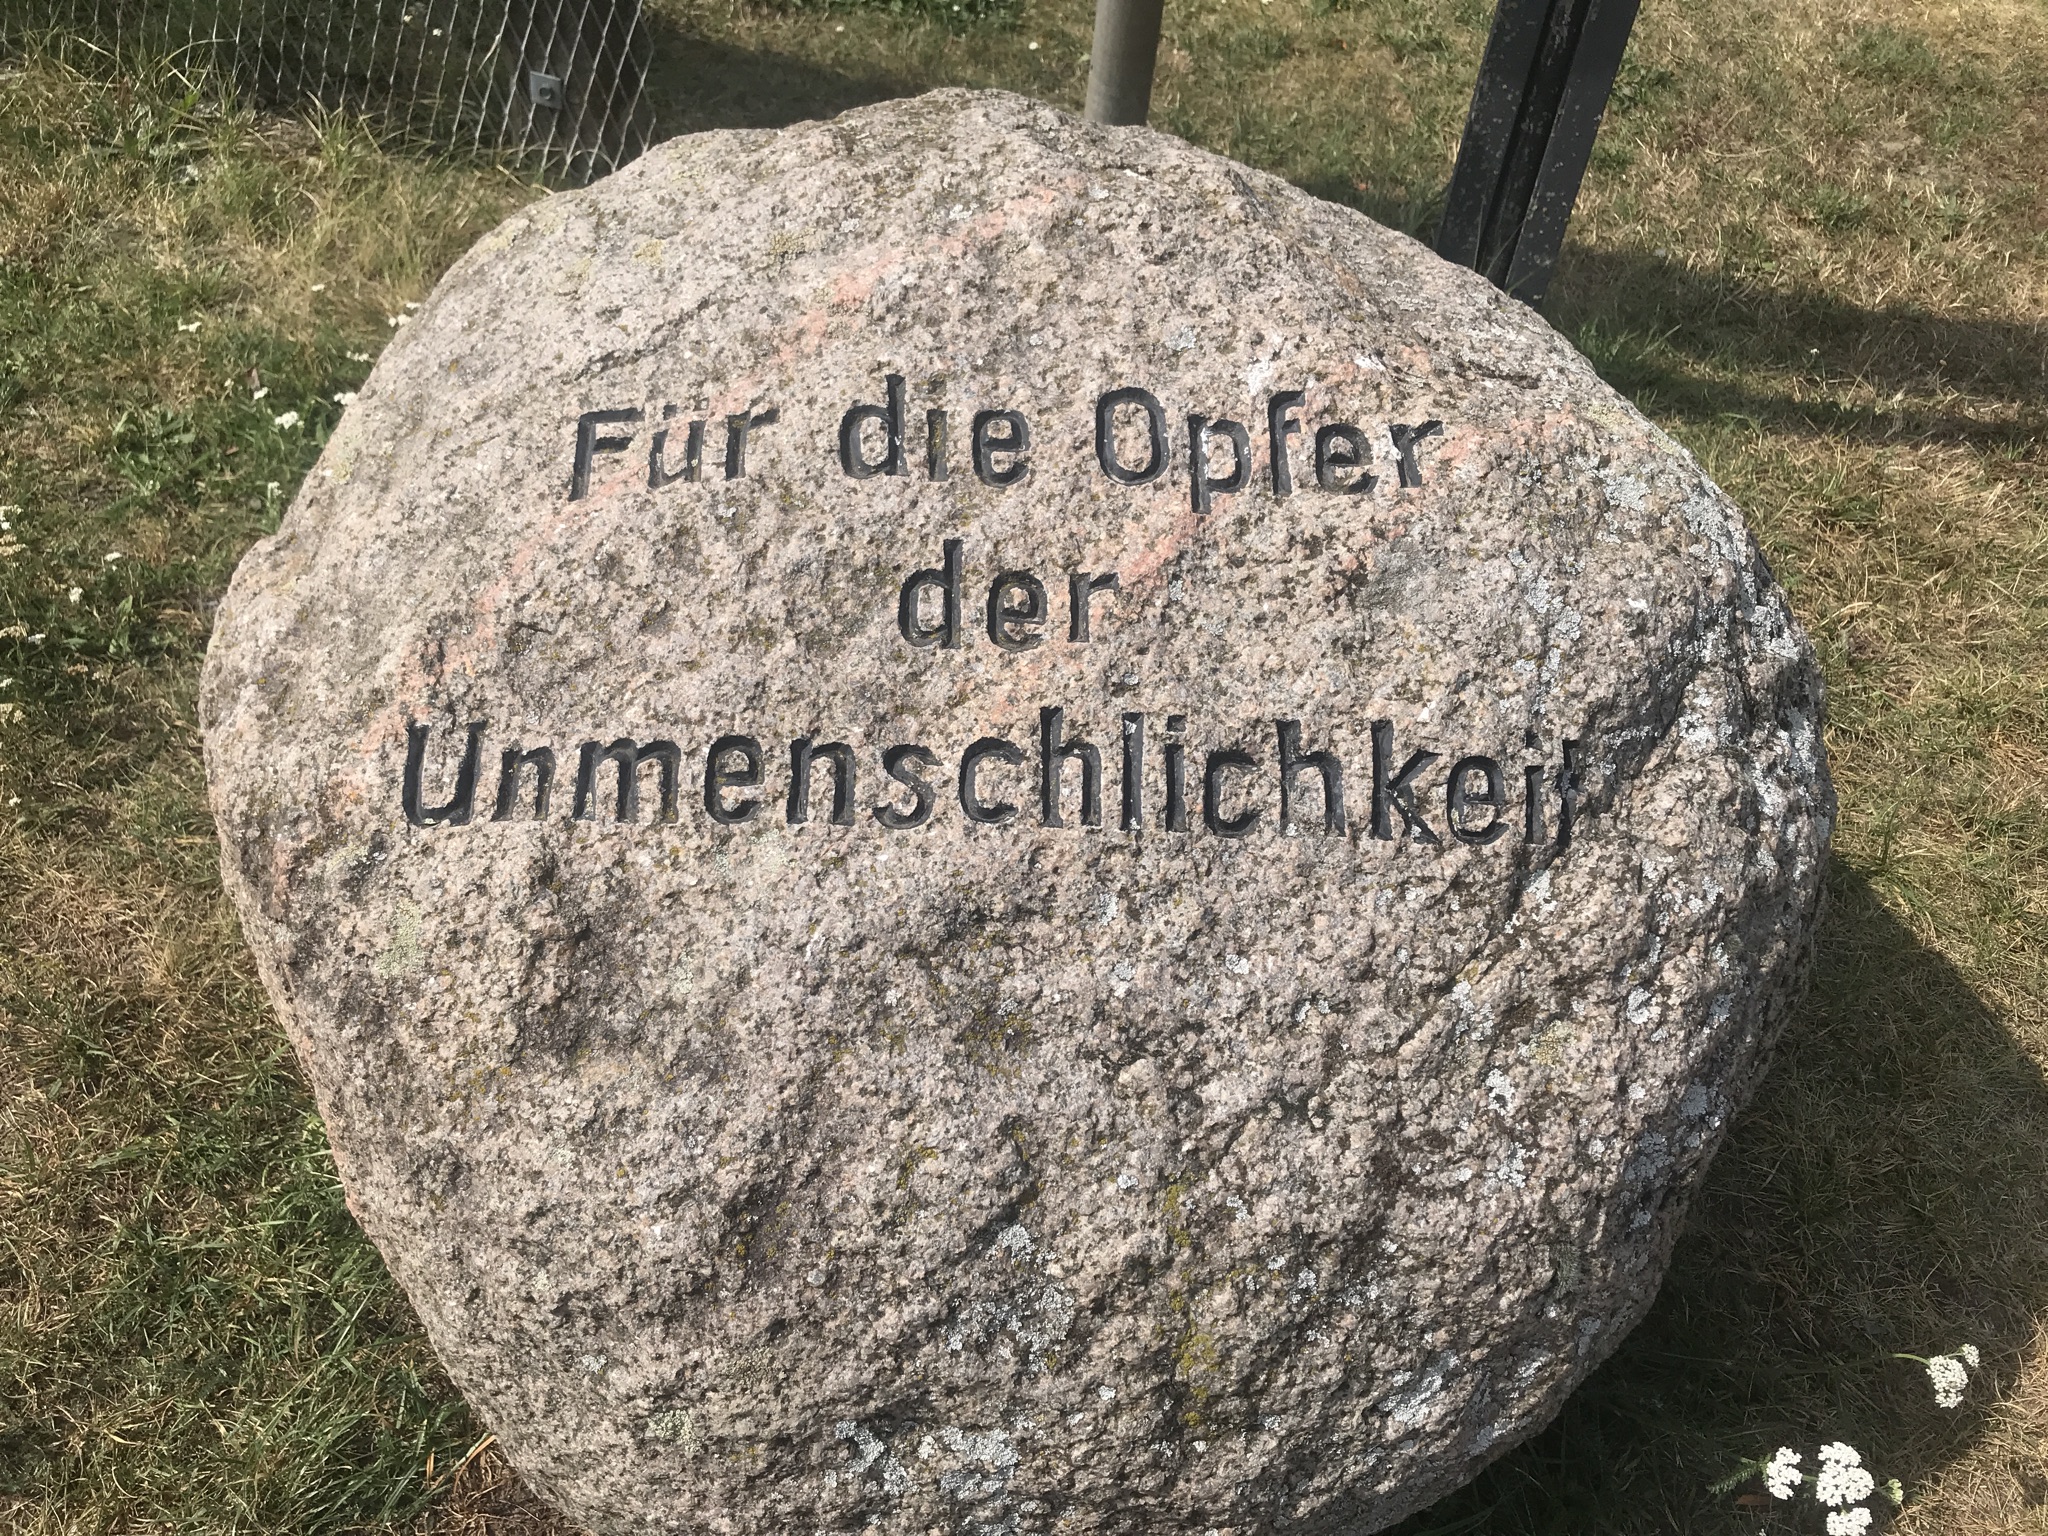 Für die Opfer
der
Unmenschlichkeit